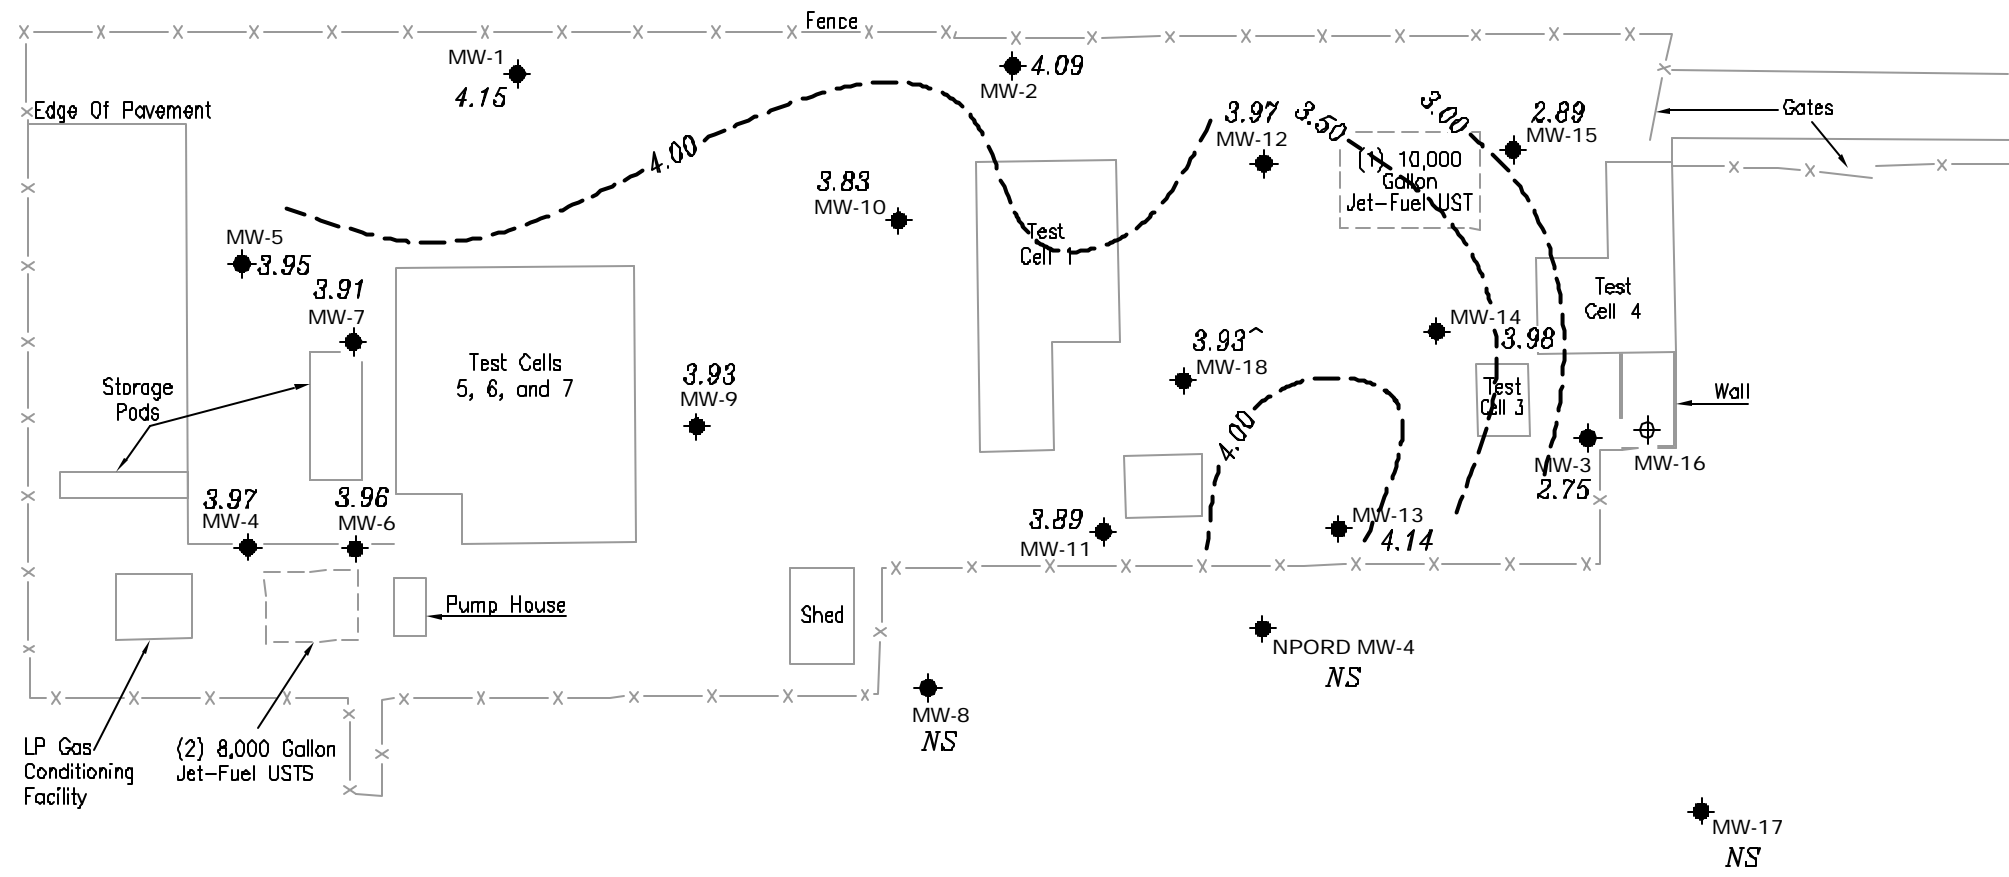 Fence
MW-1
4.15
4.09
MW-2
Edge Of Pavement
3.97
MW-12
3.50
3.00
2.89
MW-15
Gates
4.00
(1) 10,000
Gallon
Jet-Fuel UST
3.83
MW-10
MW-5
3.95
Test
Cell 1
3.91
MW-7
Test
Cell 4
MW-14
3.98
3.93^
MW-18
Test Cells
5, 6, and 7
3.93
MW-9
Storage
Pods
Test
Cell 3
Wall
4.00
MW-3
2.75
MW-16
3.97
MW-4
3.96
MW-6
3.89
MW-11
MW-13
4.14
Pump House
Shed
NPORD MW-4
NS
MW-8
NS
LP Gas
Conditioning
Facility
(2) 8,000 Gallon
Jet-Fuel USTS
MW-17
NS